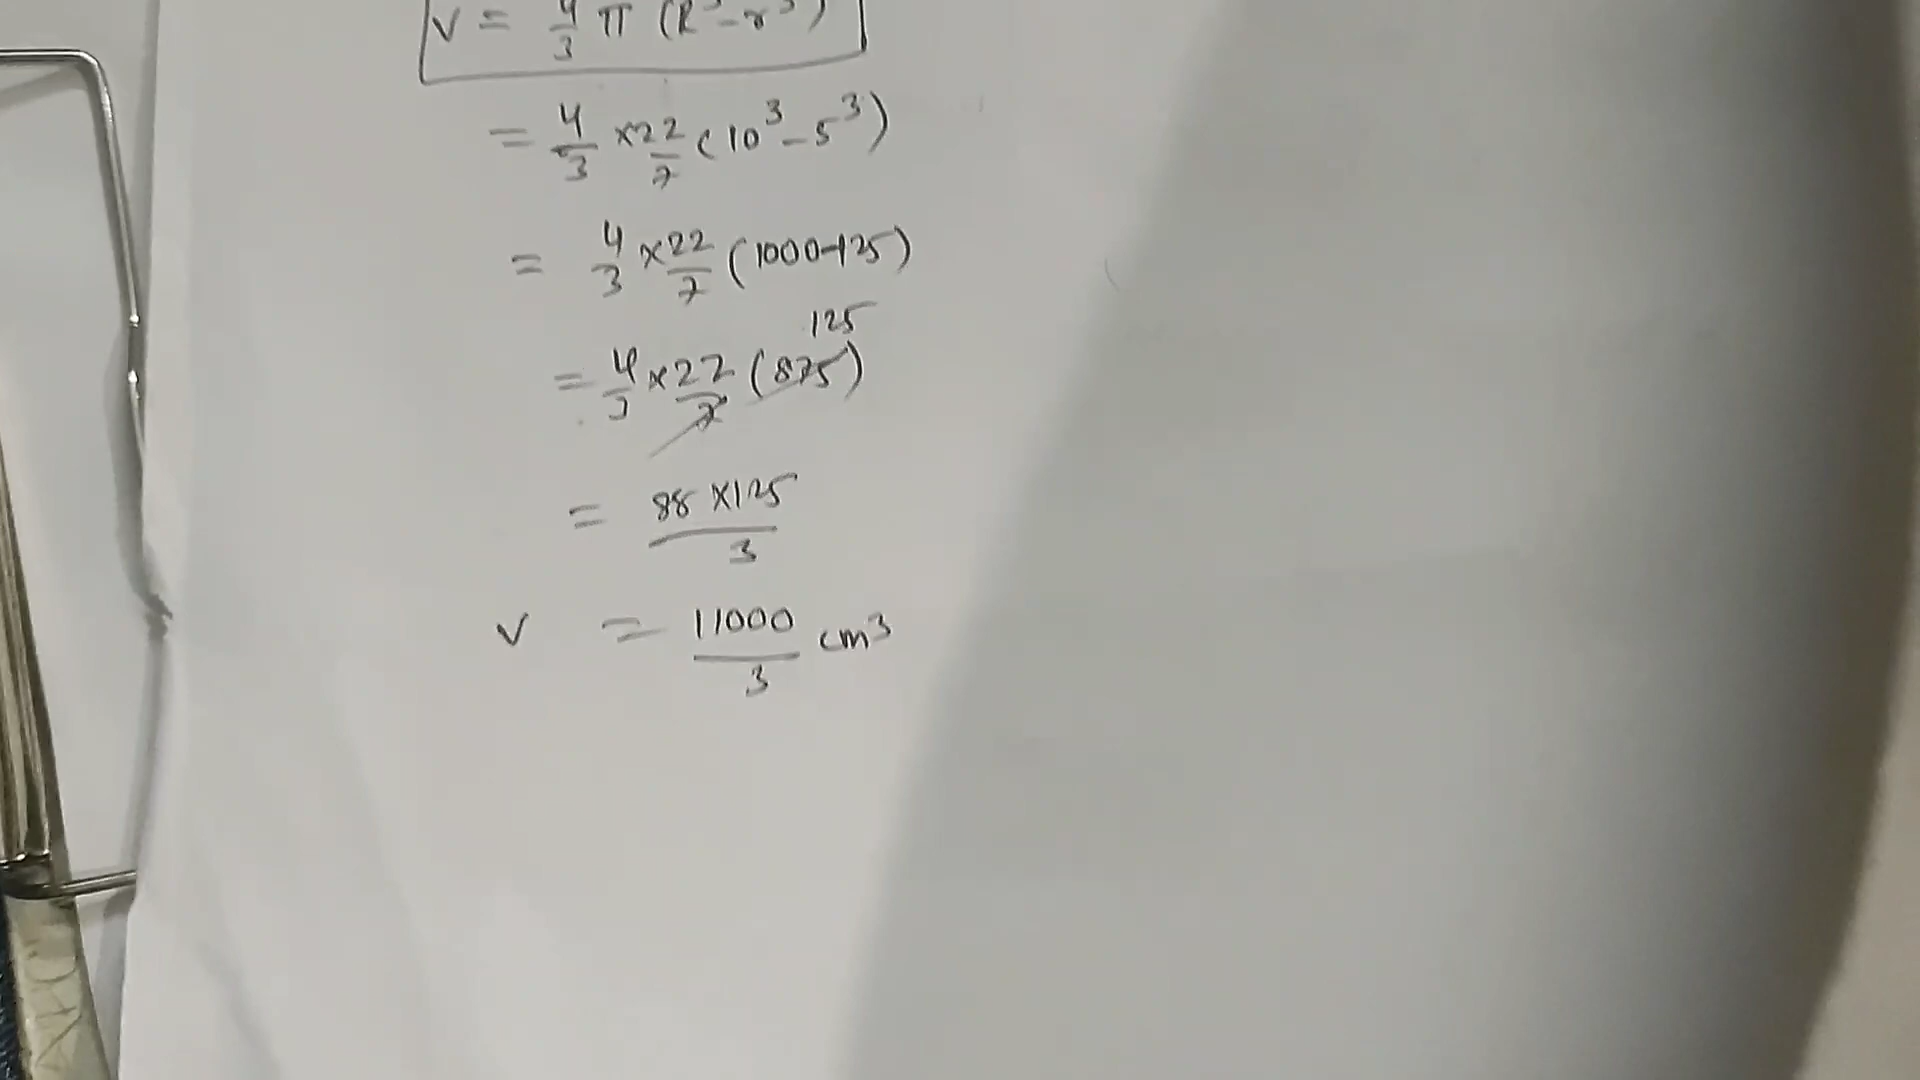 V = 4/3 π (R³ - r³)
= 4/3 × 22/7 (10³ - 5³)
= 4/3 × 22/7 (1000-125)
125
= 4/3 × 22/7 (875)
= 88 × 125 / 3
V = 11000/3 cm³